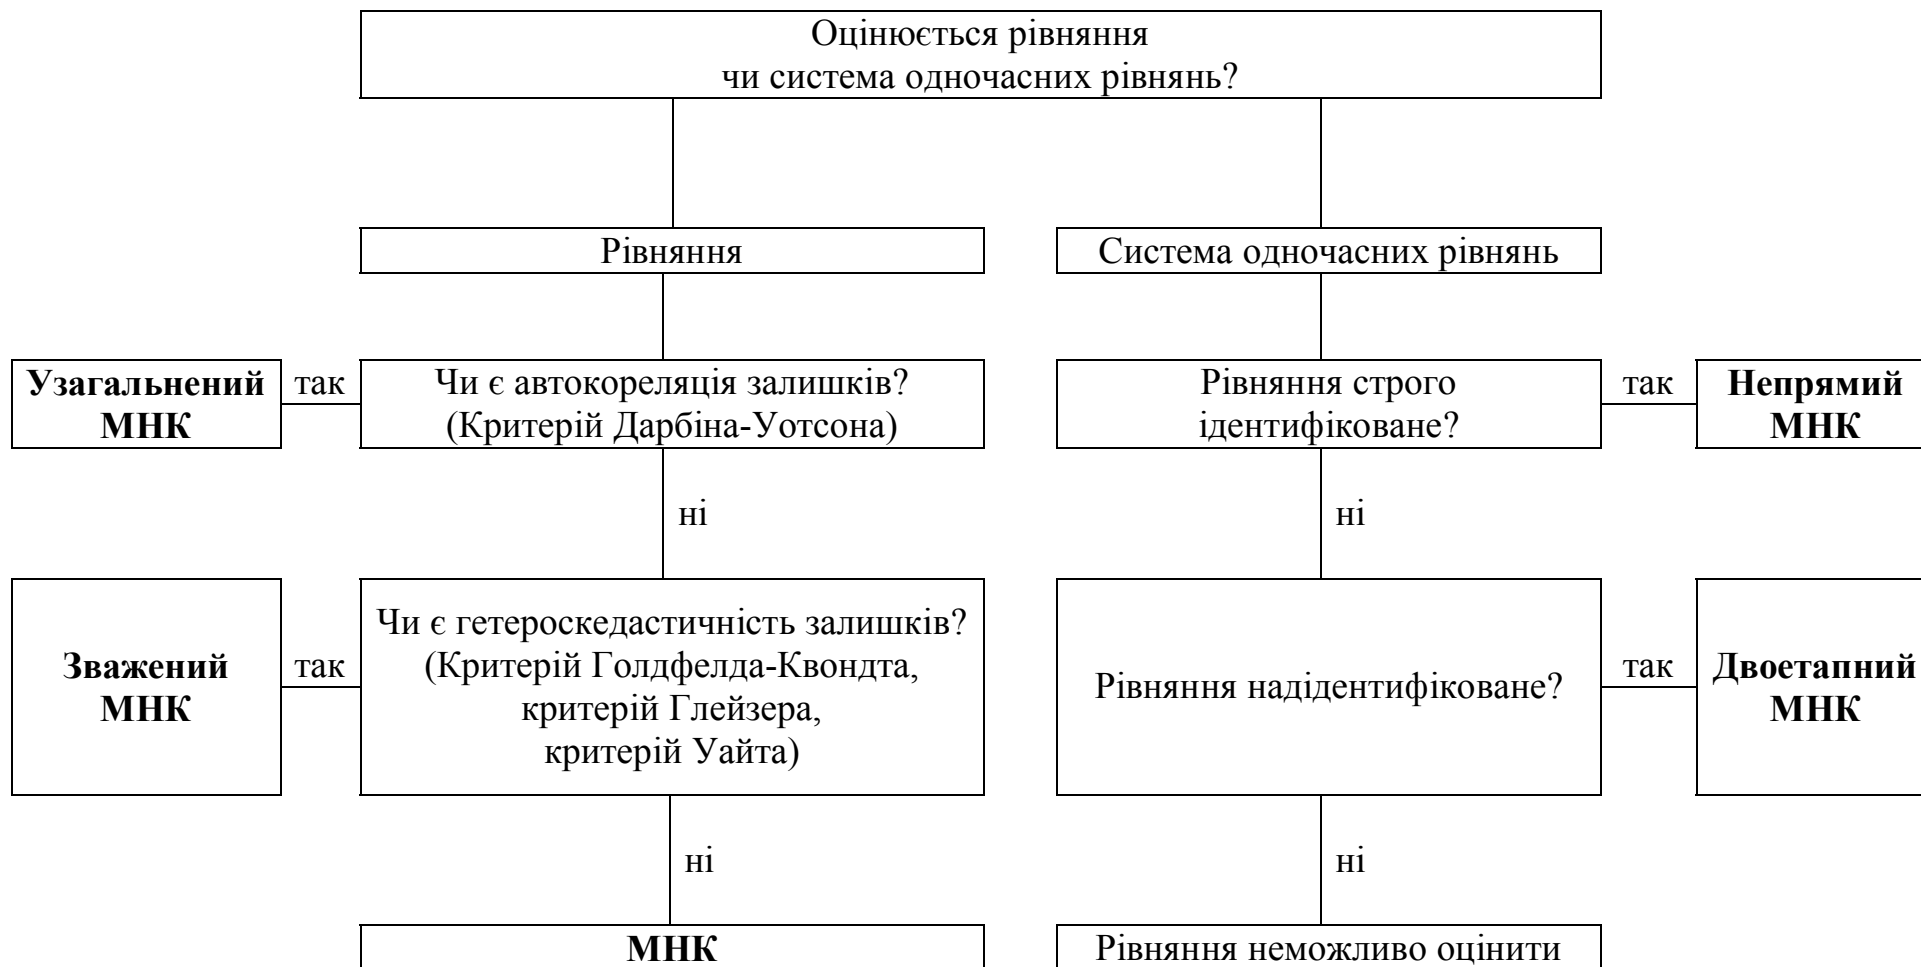 Оцінюється рівняння
чи система одночасних рівнянь?
Рівняння
Система одночасних рівнянь
Узагальнений
МНК
так
Чи є автокореляція залишків?
(Критерій Дарбіна-Уотсона)
Рівняння строго
ідентифіковане?
так
Непрямий
МНК
ні
ні
Зважений
МНК
так
Чи є гетероскедастичність залишків?
(Критерій Голдфелда-Квондта,
критерій Глейзера,
критерій Уайта)
Рівняння надідентифіковане?
так
Двоетапний
МНК
ні
ні
МНК
Рівняння неможливо оцінити